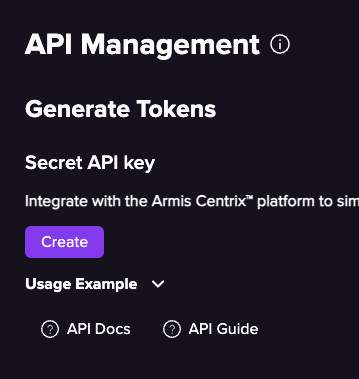 API Management
Generate Tokens
Secret API key
Integrate with the Armis Centrix™ platform to sim
Create
Usage Example
API Docs API Guide